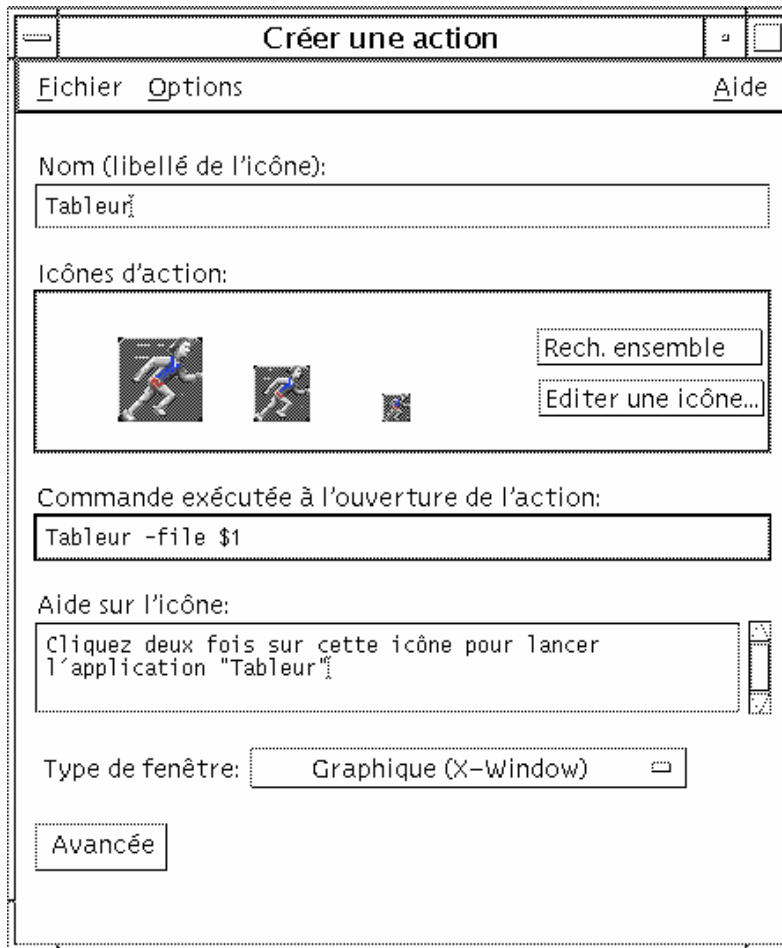 Créer une action
Fichier Options Aide
Nom (libellé de l'icône):
Tableur
Icônes d'action:
Rech. ensemble
Editer une icône...
Commande exécutée à l'ouverture de l'action:
Tableur -file $1
Aide sur l'icône:
Cliquez deux fois sur cette icône pour lancer
l'application "Tableur"
Type de fenêtre: Graphique (X-Window)
Avancée